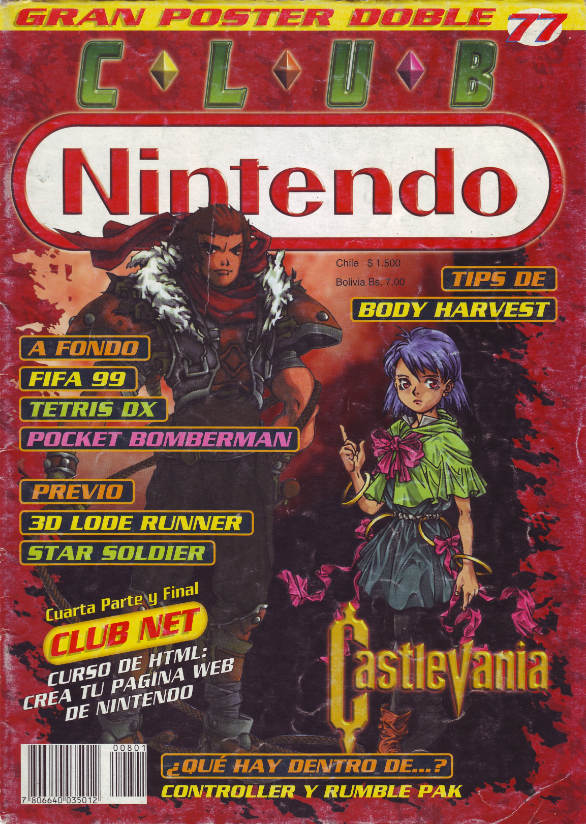 GRAN POSTER DOBLE 77
CLUB
Nintendo
Chile $ 1.500
Bolivia Bs. 7.00
TIPS DE
BODY HARVEST
A FONDO
FIFA 99
TETRIS DX
POCKET BOMBERMAN
PREVIO
3D LODE RUNNER
STAR SOLDIER
Cuarta Parte y Final
CLUB NET
CURSO DE HTML:
CREA TU PAGINA WEB
DE NINTENDO
Castlevania
00801
7 806640 035012
¿QUÉ HAY DENTRO DE...?
CONTROLLER Y RUMBLE PAK